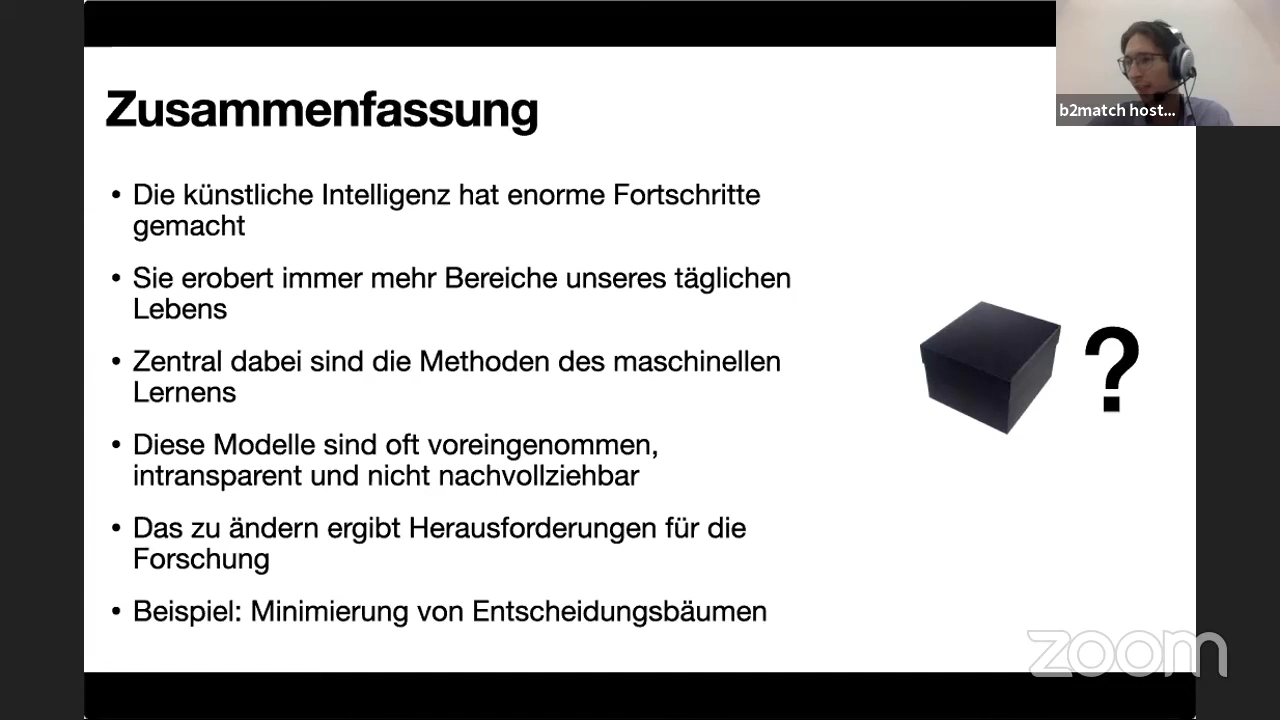 Zusammenfassung
b2match host...
• Die künstliche Intelligenz hat enorme Fortschritte
gemacht
• Sie erobert immer mehr Bereiche unseres täglichen
Lebens
• Zentral dabei sind die Methoden des maschinellen
Lernens
• Diese Modelle sind oft voreingenommen,
intransparent und nicht nachvollziehbar
• Das zu ändern ergibt Herausforderungen für die
Forschung
• Beispiel: Minimierung von Entscheidungsbäumen
?
zoom